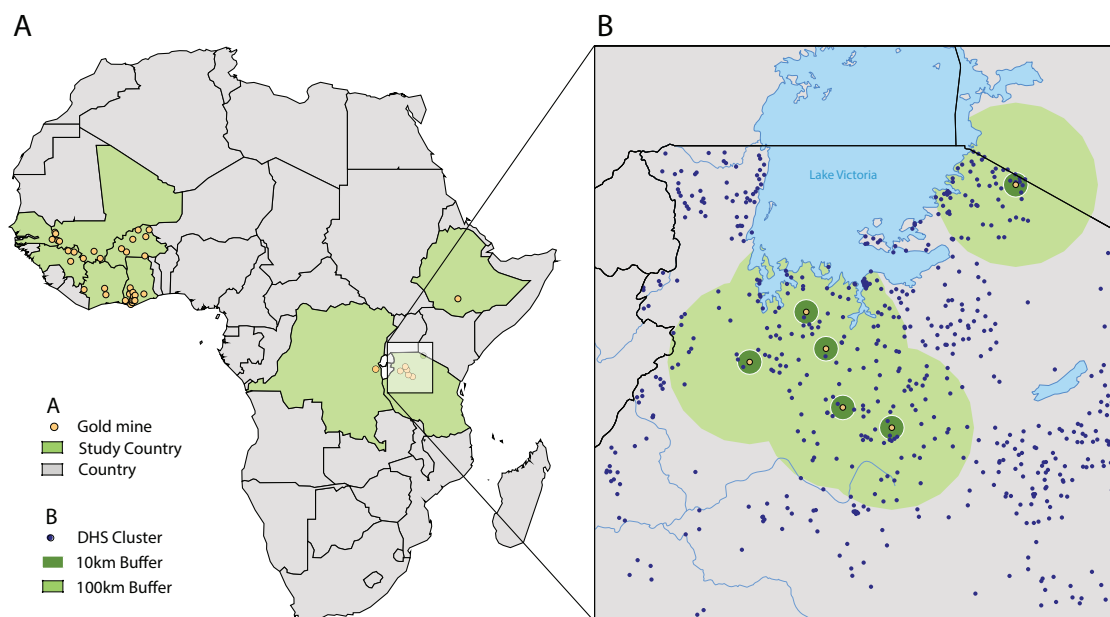 A
B
Lake Victoria
A
Gold mine
Study Country
Country
B
DHS Cluster
10km Buffer
100km Buffer